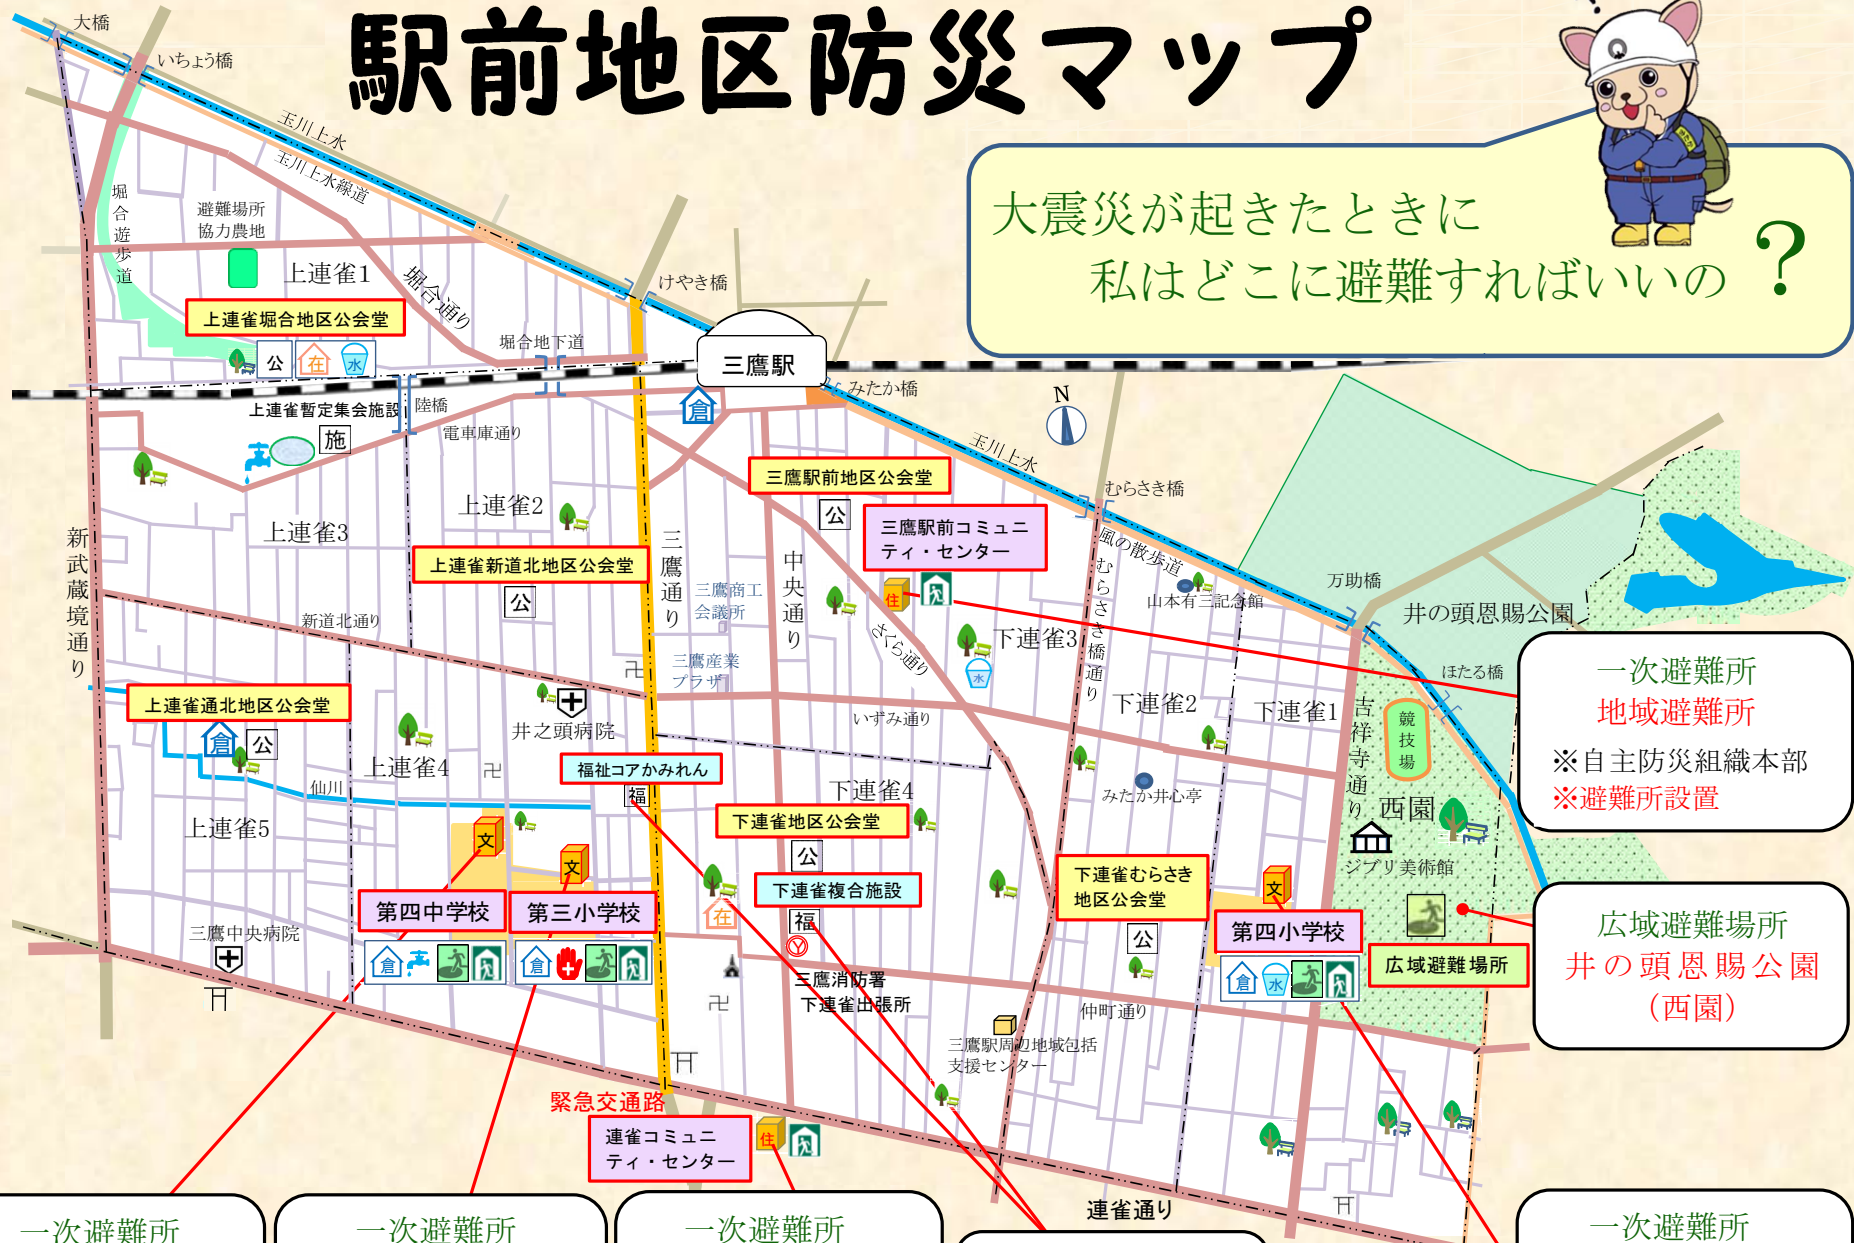 駅前地区防災マップ
大震災が起きたときに
私はどこに避難すればいいの?
大橋
いちょう橋
玉川上水
玉川上水緑道
堀合遊歩道
避難場所
協力農地
上連雀1
堀合通り
けやき橋
上連雀堀合地区公会堂
公
在
水
堀合地下道
三鷹駅
みたか橋
上連雀暫定集会施設
施
陸橋
電車庫通り
倉
N
玉川上水
むらさき橋
三鷹駅前地区公会堂
公
三鷹駅前コミュニ
ティ・センター
住
上連雀2
上連雀3
新武蔵境通り
上連雀新道北地区公会堂
公
三鷹通り
中央通り
三鷹商工
会議所
三鷹産業
プラザ
さくら通り
風の散歩道
むらさき橋通り
山本有三記念館
万助橋
井の頭恩賜公園
ほたる橋
新道北通り
下連雀3
水
下連雀2
下連雀1
吉祥寺通り
競技場
一次避難所
地域避難所
※自主防災組織本部
※避難所設置
上連雀通北地区公会堂
倉
公
井之頭病院
いずみ通り
上連雀4
仙川
福祉コアかみれん
福
下連雀4
みたか井心亭
西園
ジブリ美術館
上連雀5
文
文
下連雀地区公会堂
公
下連雀複合施設
福
在
下連雀むらさき
地区公会堂
公
文
第四中学校
第三小学校
第四小学校
倉
倉
倉
水
広域避難場所
広域避難場所
井の頭恩賜公園
(西園)
三鷹中央病院
三鷹消防署
下連雀出張所
仲町通り
三鷹駅周辺地域包括
支援センター
緊急交通路
連雀コミュニ
ティ・センター
住
連雀通り
一次避難所
一次避難所
一次避難所
一次避難所